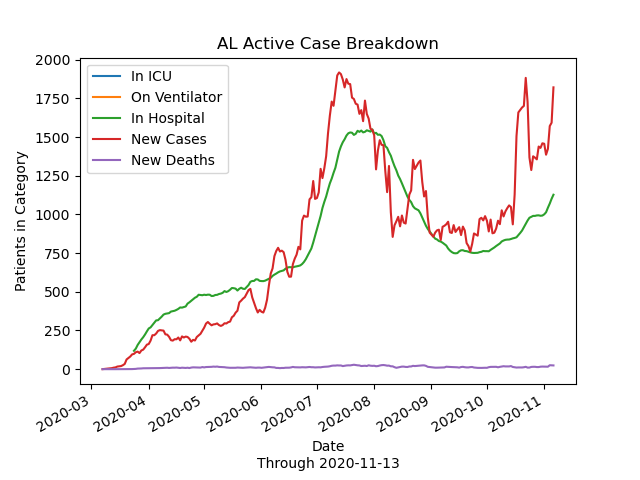 AL Active Case Breakdown
2000
1750
1500
1250
1000
750
500
250
0
Patients in Category
In ICU
On Ventilator
In Hospital
New Cases
New Deaths
2020-03
2020-04
2020-05
2020-06
2020-07
2020-08
2020-09
2020-10
2020-11
Date
Through 2020-11-13